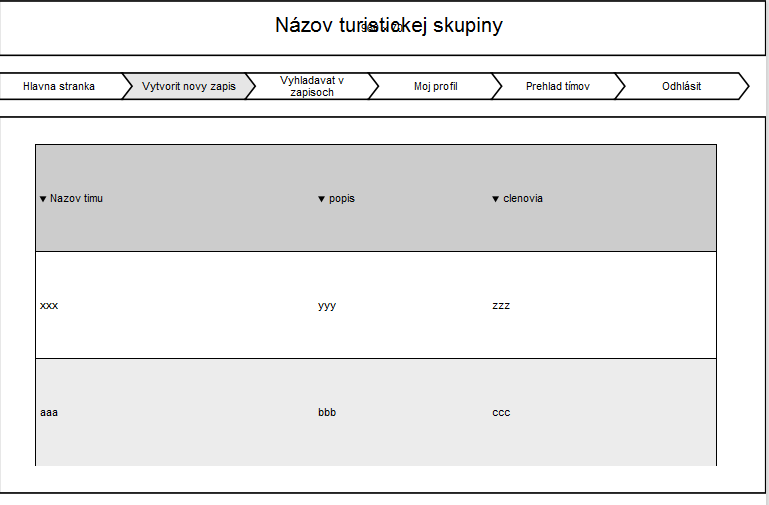 Názov turistickej skupiny
Hlavna stranka
Vytvorit novy zapis
Vyhladavat v
zapisoch
Moj profil
Prehlad tímov
Odhlásit
Nazov timu popis clenovia
xxx yyy zzz
aaa bbb ccc